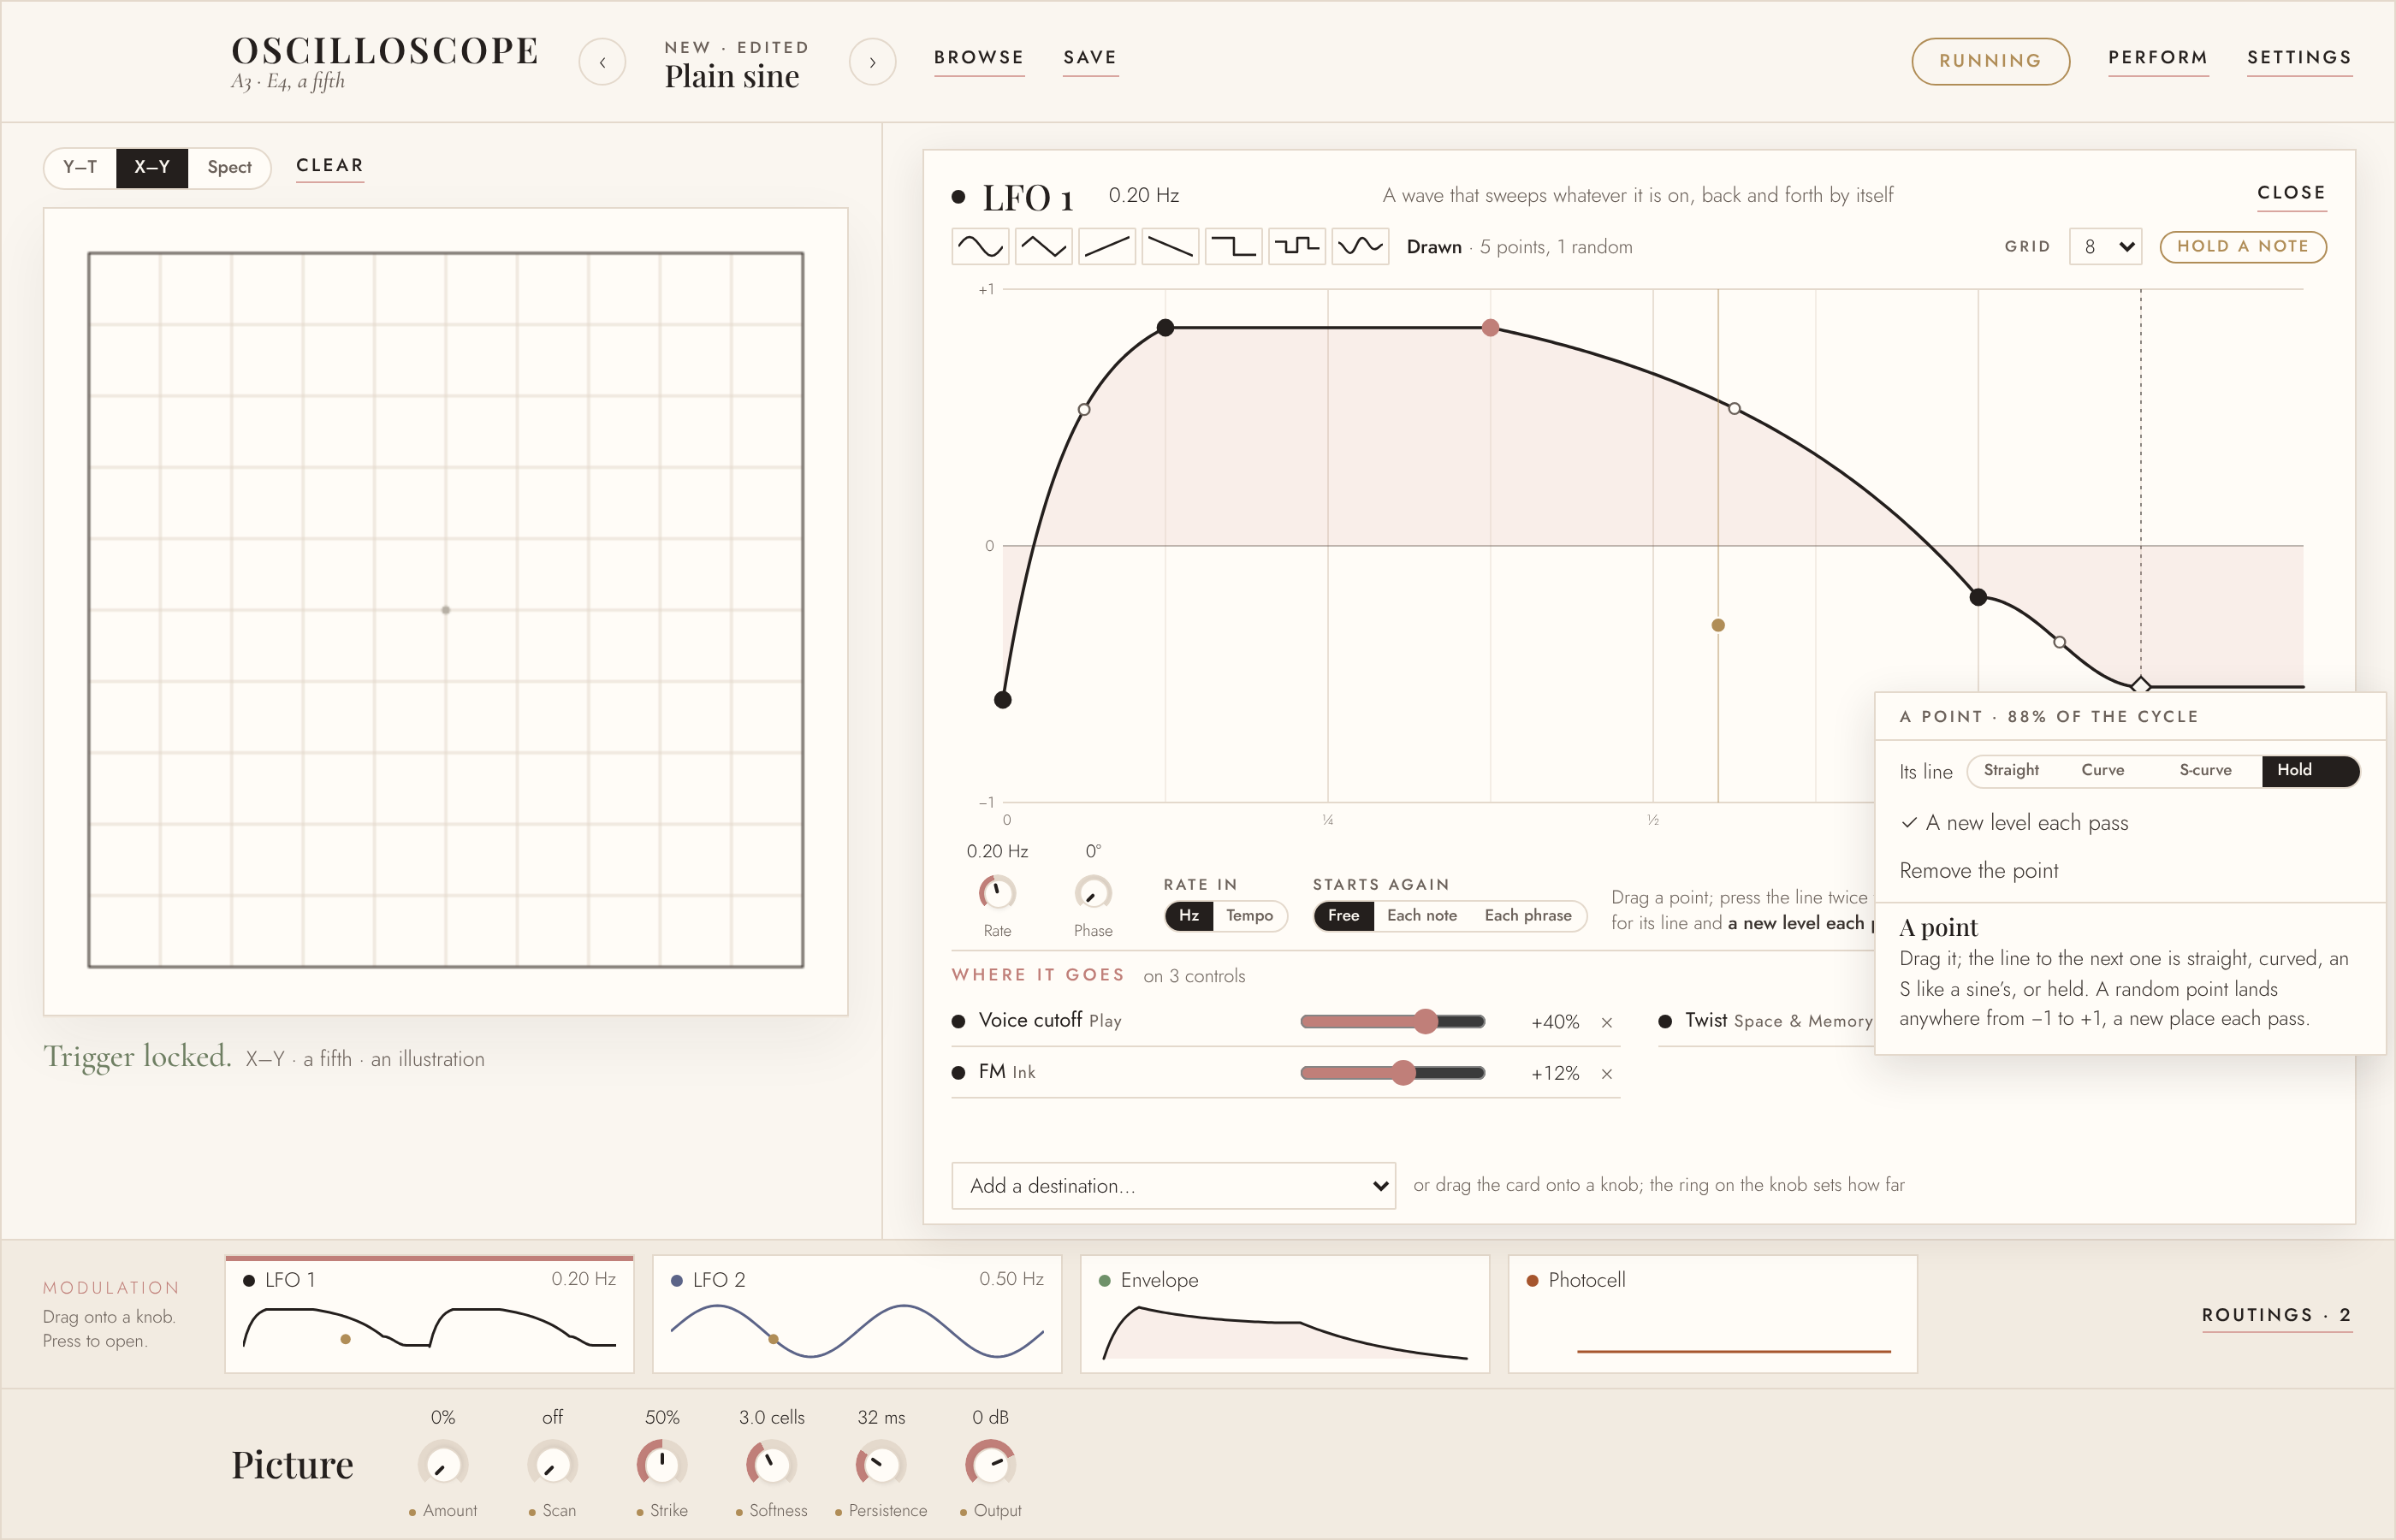 OSCILLOSCOPE
A3 · E4, a fifth
‹
NEW · EDITED
Plain sine
›
BROWSE
SAVE
RUNNING
PERFORM
SETTINGS
Y–T
X–Y
Spect
CLEAR
LFO 1
0.20 Hz
A wave that sweeps whatever it is on, back and forth by itself
CLOSE
Drawn · 5 points, 1 random
GRID
8
HOLD A NOTE
+1
0
−1
0
¼
½
A POINT · 88% OF THE CYCLE
Its line
Straight
Curve
S-curve
Hold
✓ A new level each pass
Remove the point
A point
Drag it; the line to the next one is straight, curved, an
S like a sine's, or held. A random point lands
anywhere from −1 to +1, a new place each pass.
0.20 Hz
Rate
0°
Phase
RATE IN
Hz
Tempo
STARTS AGAIN
Free
Each note
Each phrase
Drag a point; press the line twice
for its line and a new level each
WHERE IT GOES
on 3 controls
Voice cutoff Play
+40%
×
Twist Space & Memory
FM Ink
+12%
×
Add a destination…
or drag the card onto a knob; the ring on the knob sets how far
Trigger locked. X–Y · a fifth · an illustration
MODULATION
Drag onto a knob.
Press to open.
LFO 1
0.20 Hz
LFO 2
0.50 Hz
Envelope
Photocell
ROUTINGS · 2
Picture
0%
Amount
off
Scan
50%
Strike
3.0 cells
Softness
32 ms
Persistence
0 dB
Output